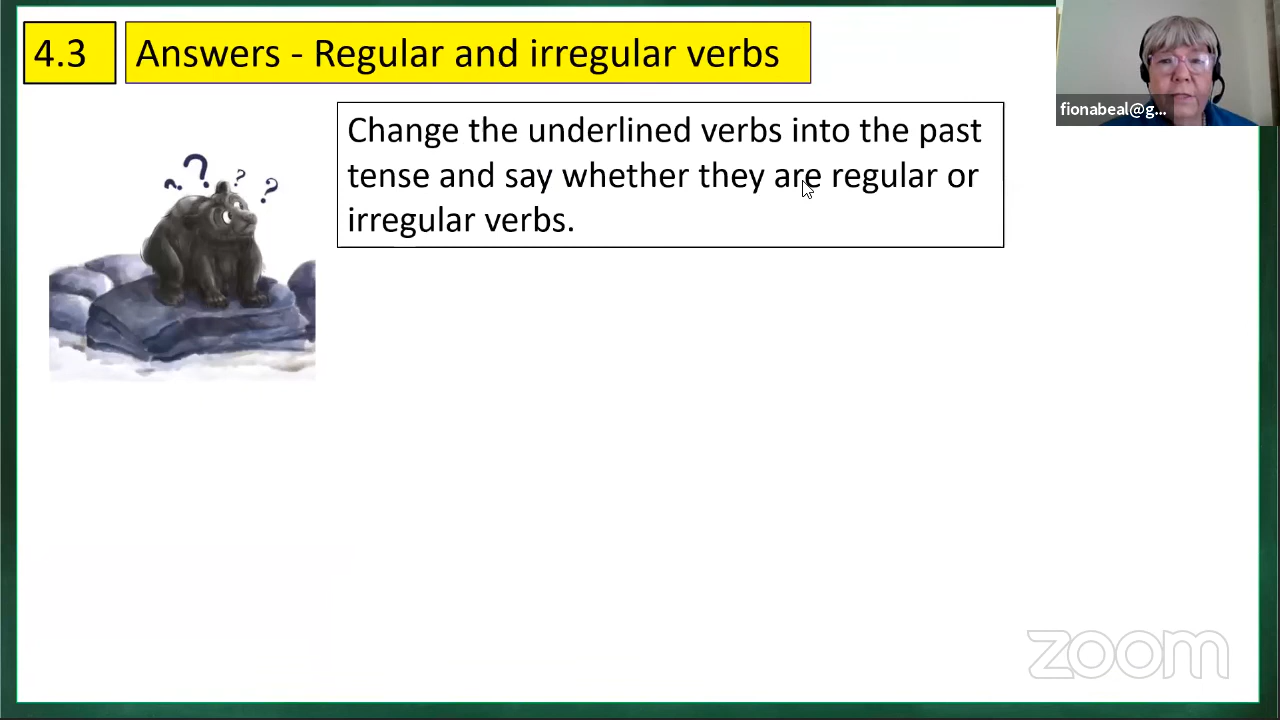 4.3
Answers - Regular and irregular verbs
fionabeal@g...
Change the underlined verbs into the past
tense and say whether they are regular or
irregular verbs.
? ? ? ?
zoom